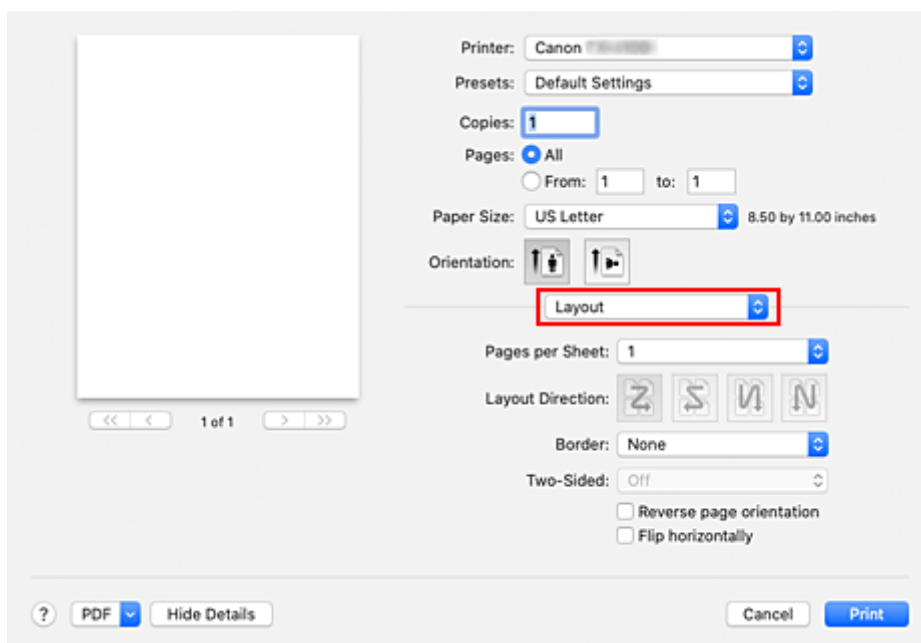 Printer: Canon
Presets: Default Settings
Copies: 1
Pages: All
From: 1 to: 1
Paper Size: US Letter 8.50 by 11.00 inches
Orientation:
Layout
Pages per Sheet: 1
Layout Direction:
1 of 1
Border: None
Two-Sided: Off
Reverse page orientation
Flip horizontally
? PDF Hide Details Cancel Print